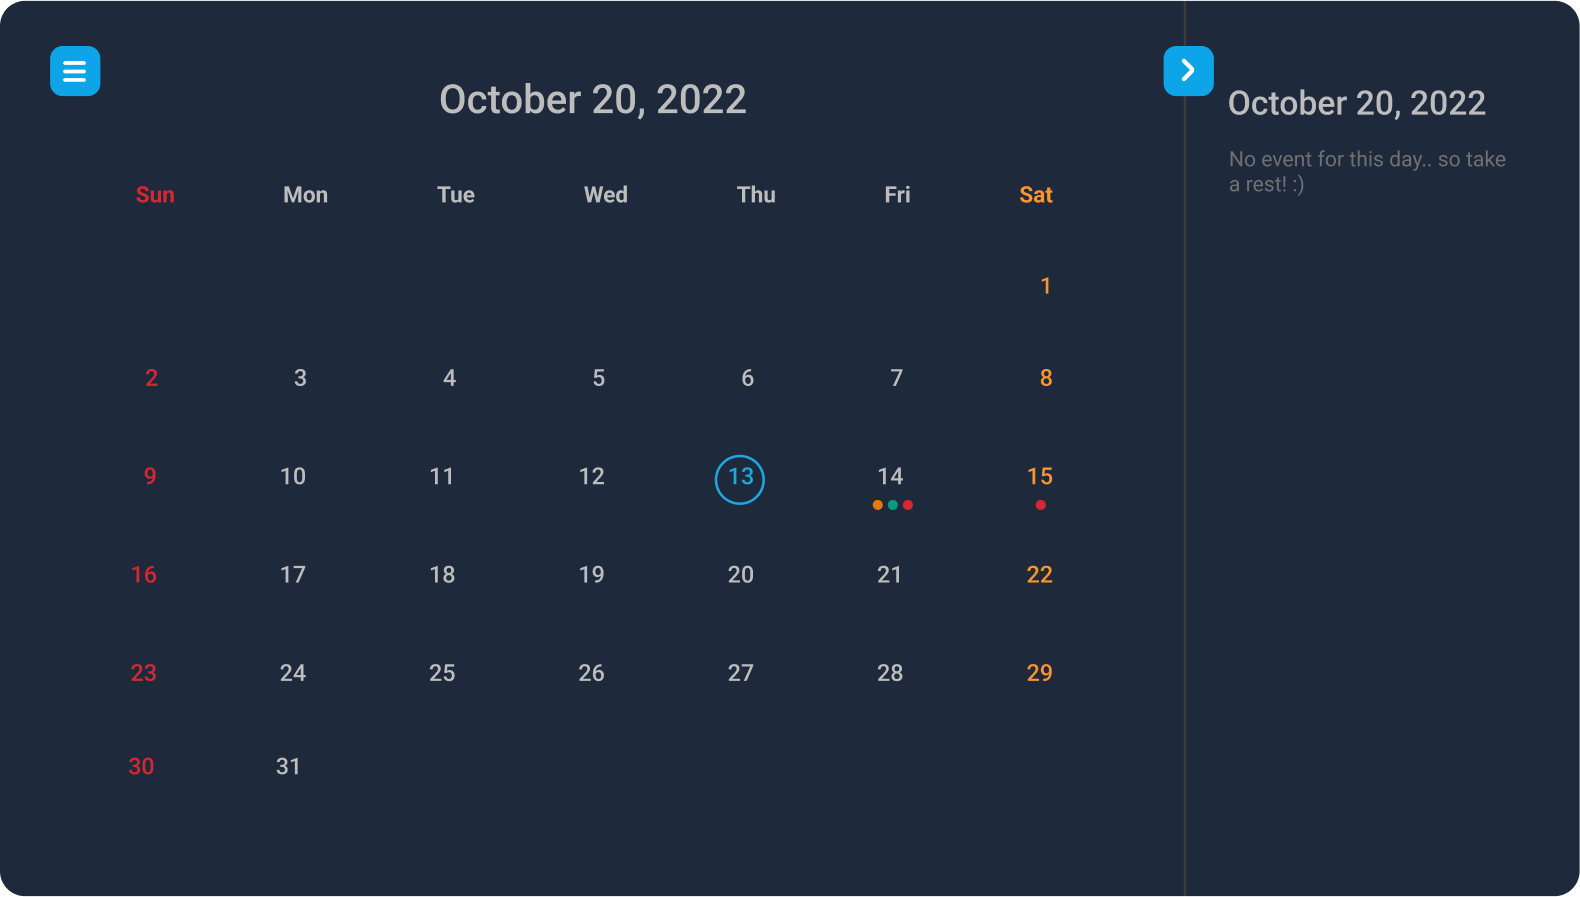 October 20, 2022
Sun Mon Tue Wed Thu Fri Sat
1
2 3 4 5 6 7 8
9 10 11 12 13 14 15
16 17 18 19 20 21 22
23 24 25 26 27 28 29
30 31
October 20, 2022
No event for this day.. so take
a rest! :)